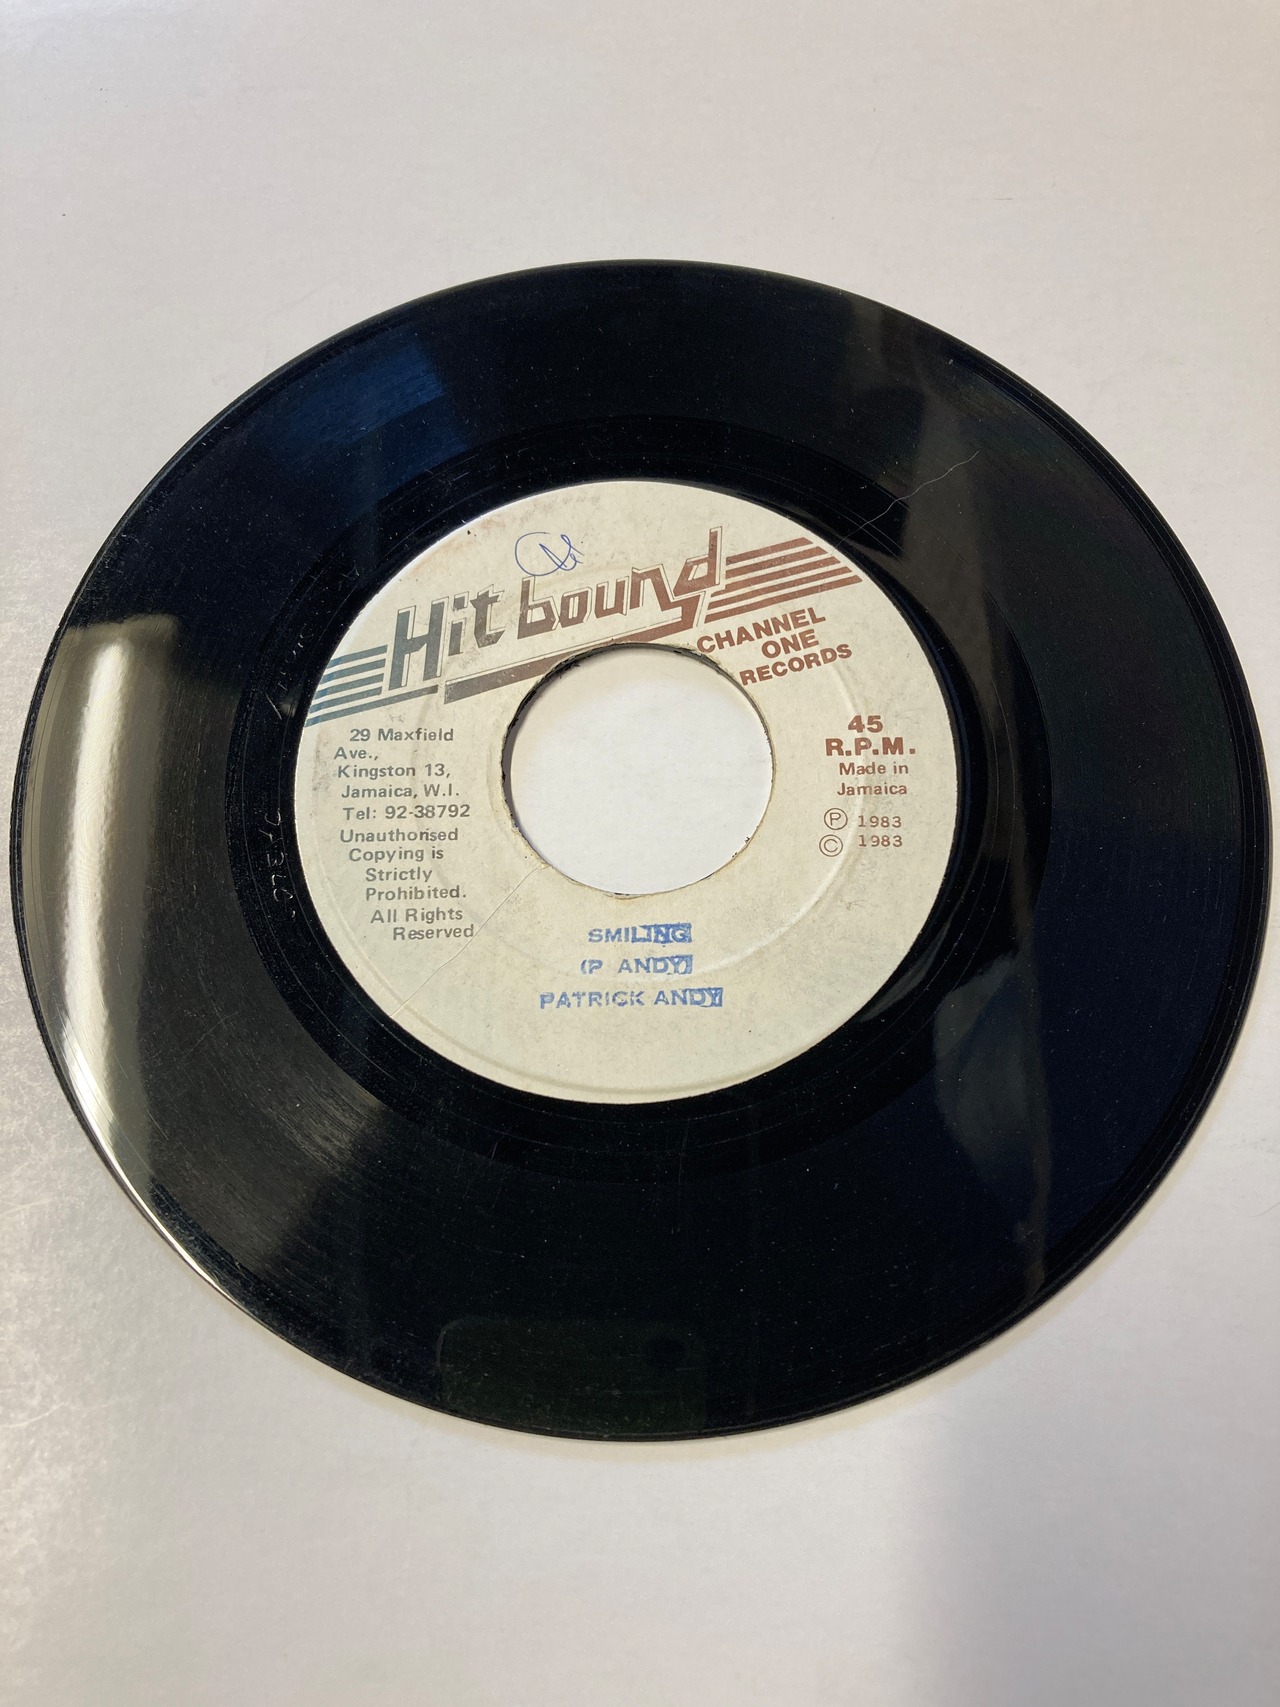 Hit bound
CHANNEL
ONE
RECORDS
29 Maxfield
Ave.,
Kingston 13,
Jamaica, W.I.
Tel: 92-38792
Unauthorised
Copying is
Strictly
Prohibited.
All Rights
Reserved
45
R.P.M.
Made in
Jamaica
Ⓟ 1983
© 1983
SMILING
(P ANDY)
PATRICK ANDY